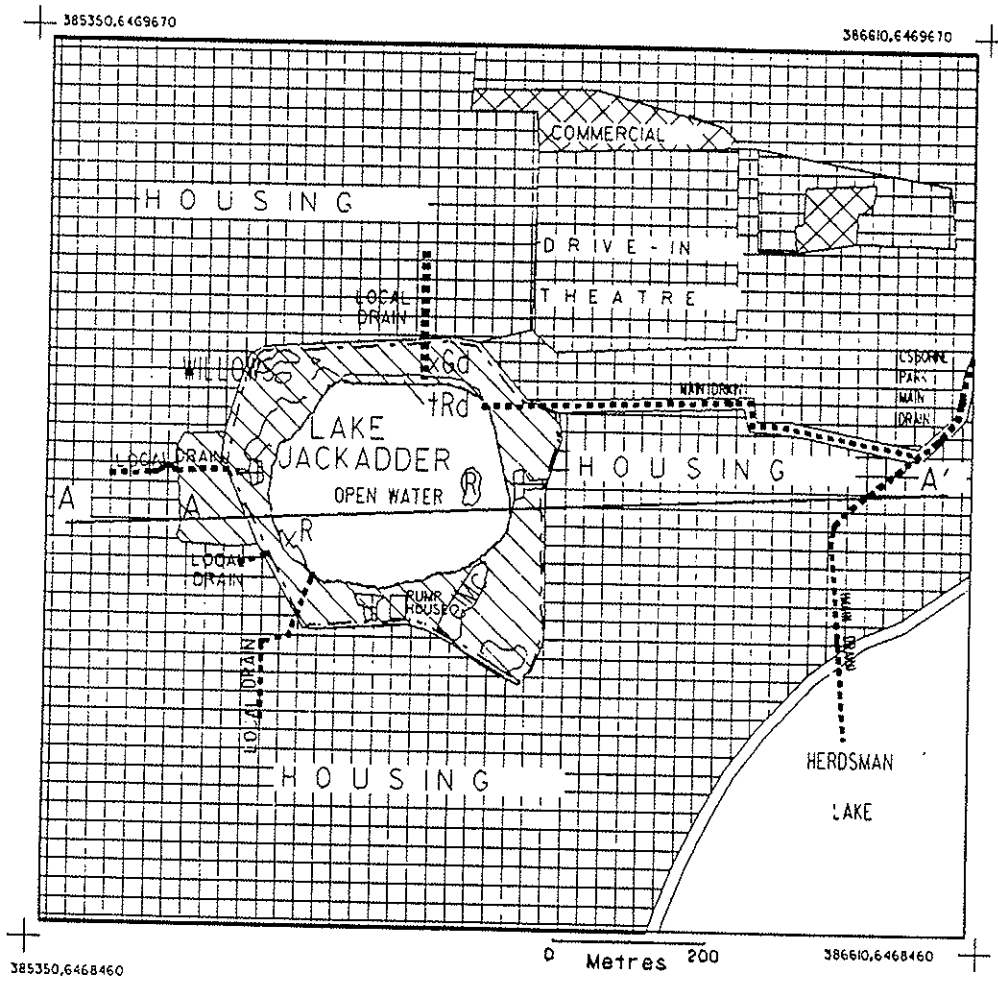 385350,6469670
386610,6469670
COMMERCIAL
HOUSING
DRIVE-IN
THEATRE
LOCAL
DRAIN
WILLOWS
xGd
†Rd
MAIN DRAIN
OSBORNE
PARK
MAIN
DRAIN
LAKE
JACKADDER
OPEN WATER
R
LOCAL DRAIN
HOUSING
A
A
A'
xR
LOCAL
DRAIN
PUMP
HOUSE
LOCAL DRAIN
MAIN DRAIN
HOUSING
HERDSMAN
LAKE
0 Metres 200
385350,6468460
386610,6468460